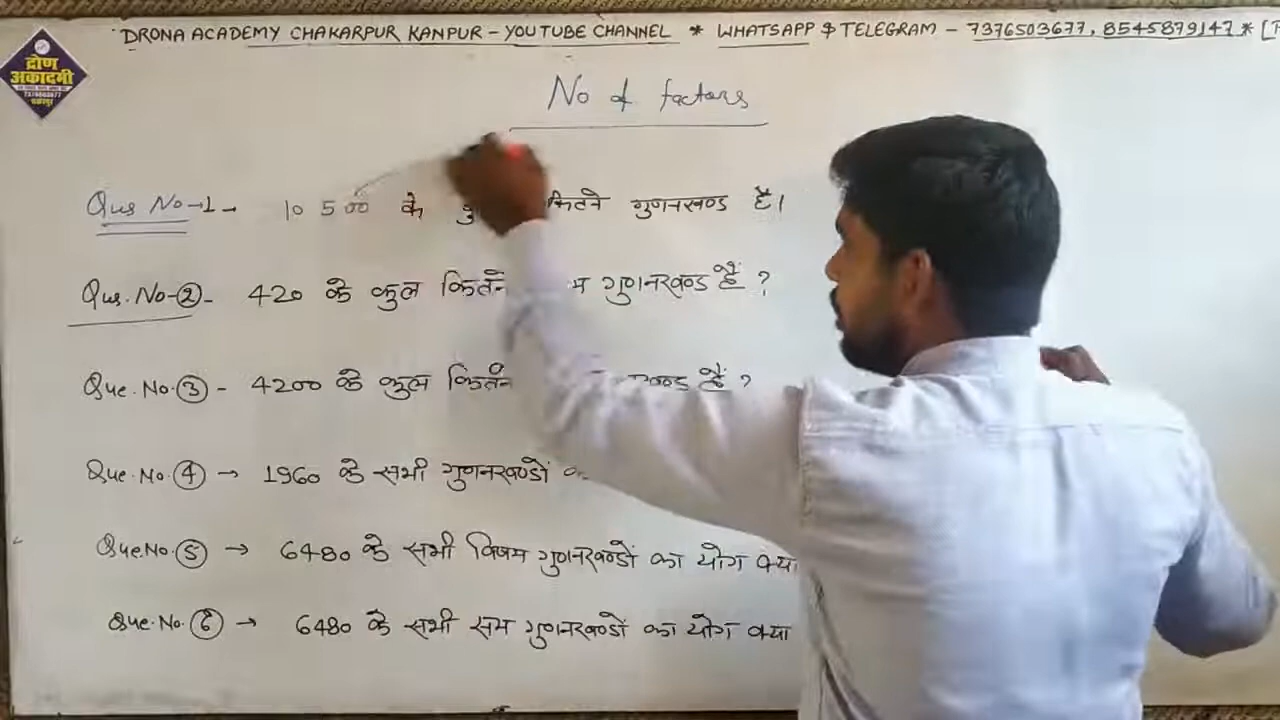 DRONA ACADEMY CHAKARPUR KANPUR - YOUTUBE CHANNEL * WHATSAPP & TELEGRAM - 7376503677, 8545879147 * [
द्रोण
अकादमी
No of factors
Qus No → 1 - 10500 के कितने गुणनखण्ड है।
Qus. No - ② - 420 के कुल कितने म गुणनखण्ड हैं ?
Que. No. ③ - 4200 के कुल कितने हैं ?
Que. No. ④ → 1960 के सभी गुणनखण्डों
Que. No. ⑤ → 6480 के सभी विषम गुणनखण्डों का योग क्या
Que. No. ⑥ → 6480 के सभी सम गुणनखण्डों का योग क्या